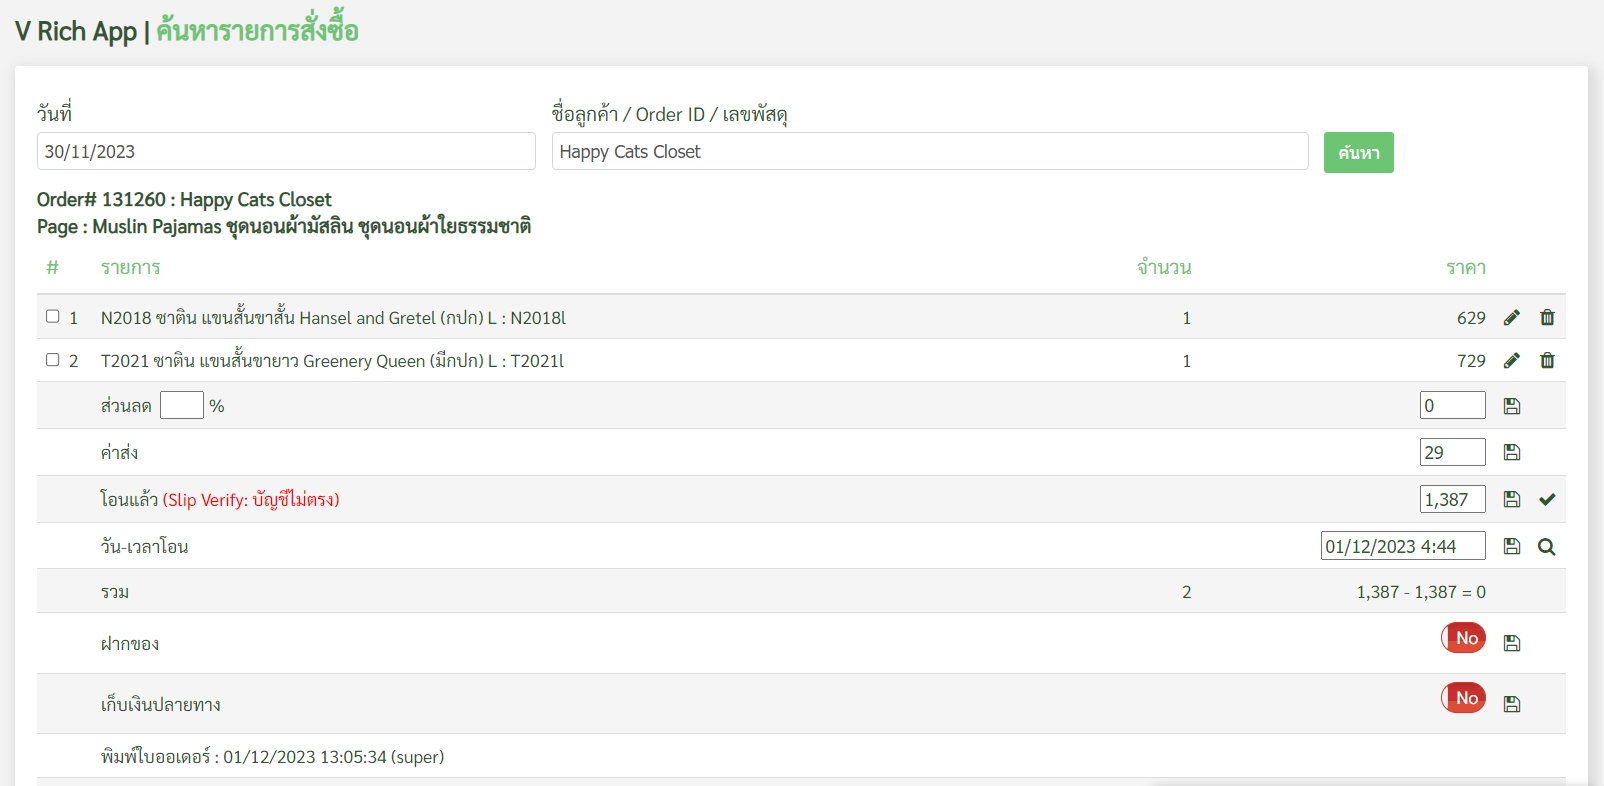 V Rich App | ค้นหารายการสั่งซื้อ
วันที่ ชื่อลูกค้า / Order ID / เลขพัสดุ
30/11/2023 Happy Cats Closet ค้นหา
Order# 131260 : Happy Cats Closet
Page : Muslin Pajamas ชุดนอนผ้ามัสลิน ชุดนอนผ้าใยธรรมชาติ
# รายการ จำนวน ราคา
1 N2018 ซาติน แขนสั้นขาสั้น Hansel and Gretel (กปก) L : N2018l 1 629
2 T2021 ซาติน แขนสั้นขายาว Greenery Queen (มีกปก) L : T2021l 1 729
ส่วนลด % 0
ค่าส่ง 29
โอนแล้ว (Slip Verify: บัญชีไม่ตรง) 1,387
วัน-เวลาโอน 01/12/2023 4:44
รวม 2 1,387 - 1,387 = 0
ฝากของ No
เก็บเงินปลายทาง No
พิมพ์ใบออเดอร์ : 01/12/2023 13:05:34 (super)